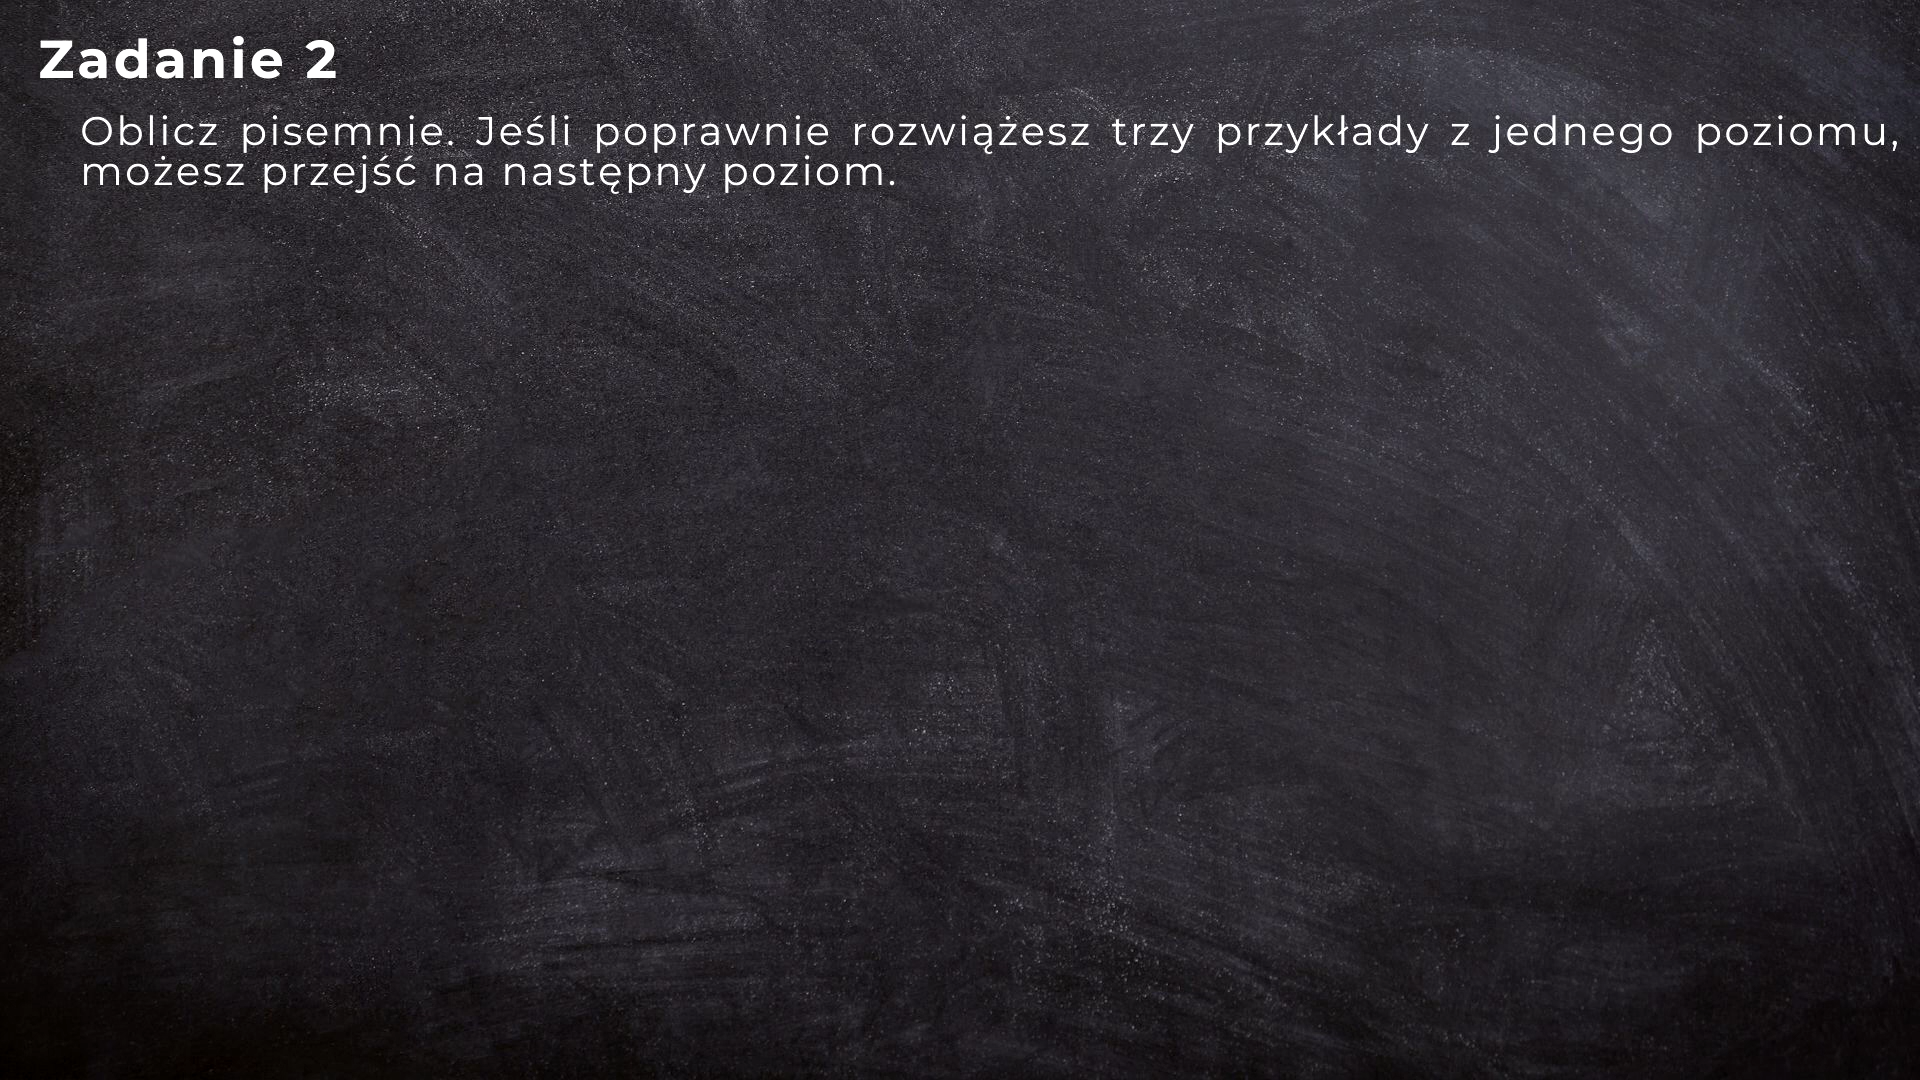 Zadanie 2
Oblicz pisemnie. Jeśli poprawnie rozwiążesz trzy przykłady z jednego poziomu,
możesz przejść na następny poziom.